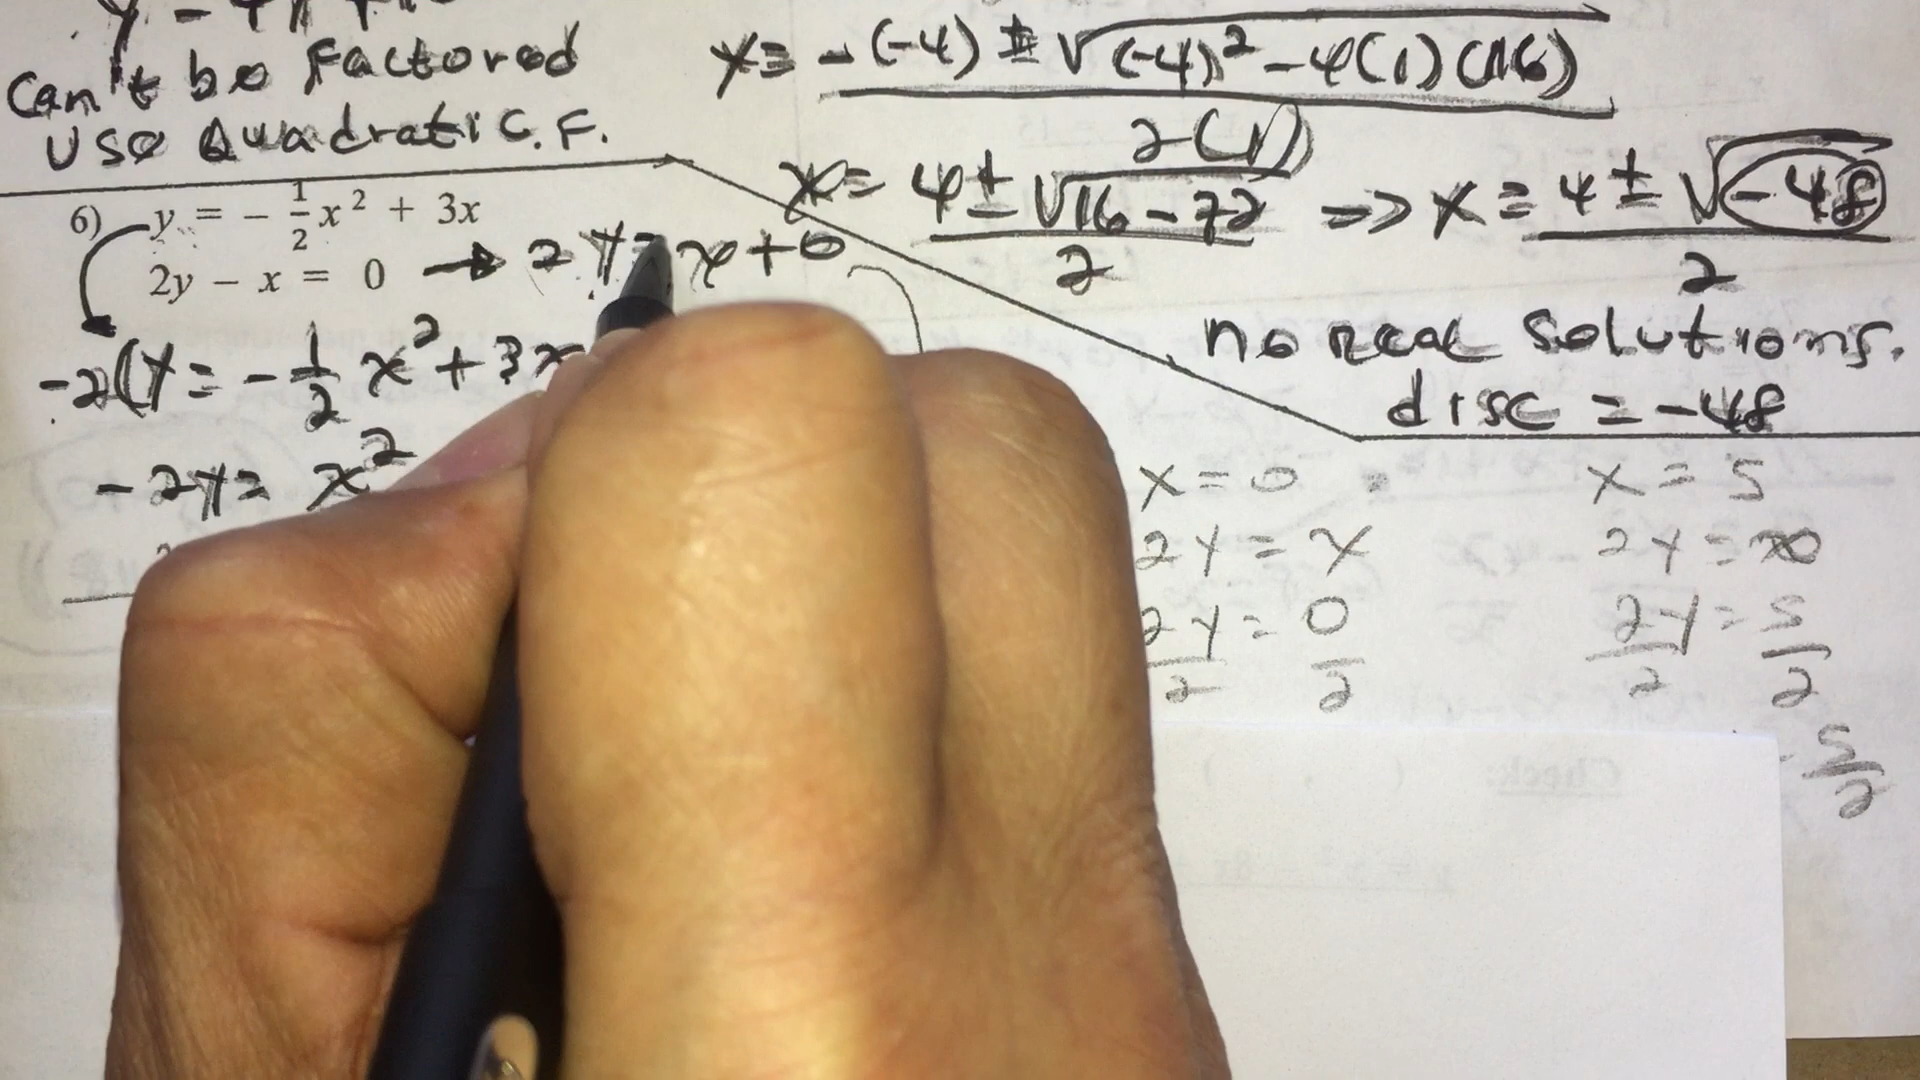 Can't be Factored
Use Quadratic. F.
x = -(-4) ± √(-4)² - 4(1)(16)
2(1)
x = 4 ± √16 - 72 => x = 4 ± √-48
2 2
no real solutions.
disc = -48
6) y = - 1/2 x² + 3x
2y - x = 0 → 2y = x + 0
-2(y = - 1/2 x² + 3x
-2y = x²
x = 0 x = 5
2y = x 2y = x
2y = 0 2y = 5
2 2 2 2
5/2
Check: ( , )